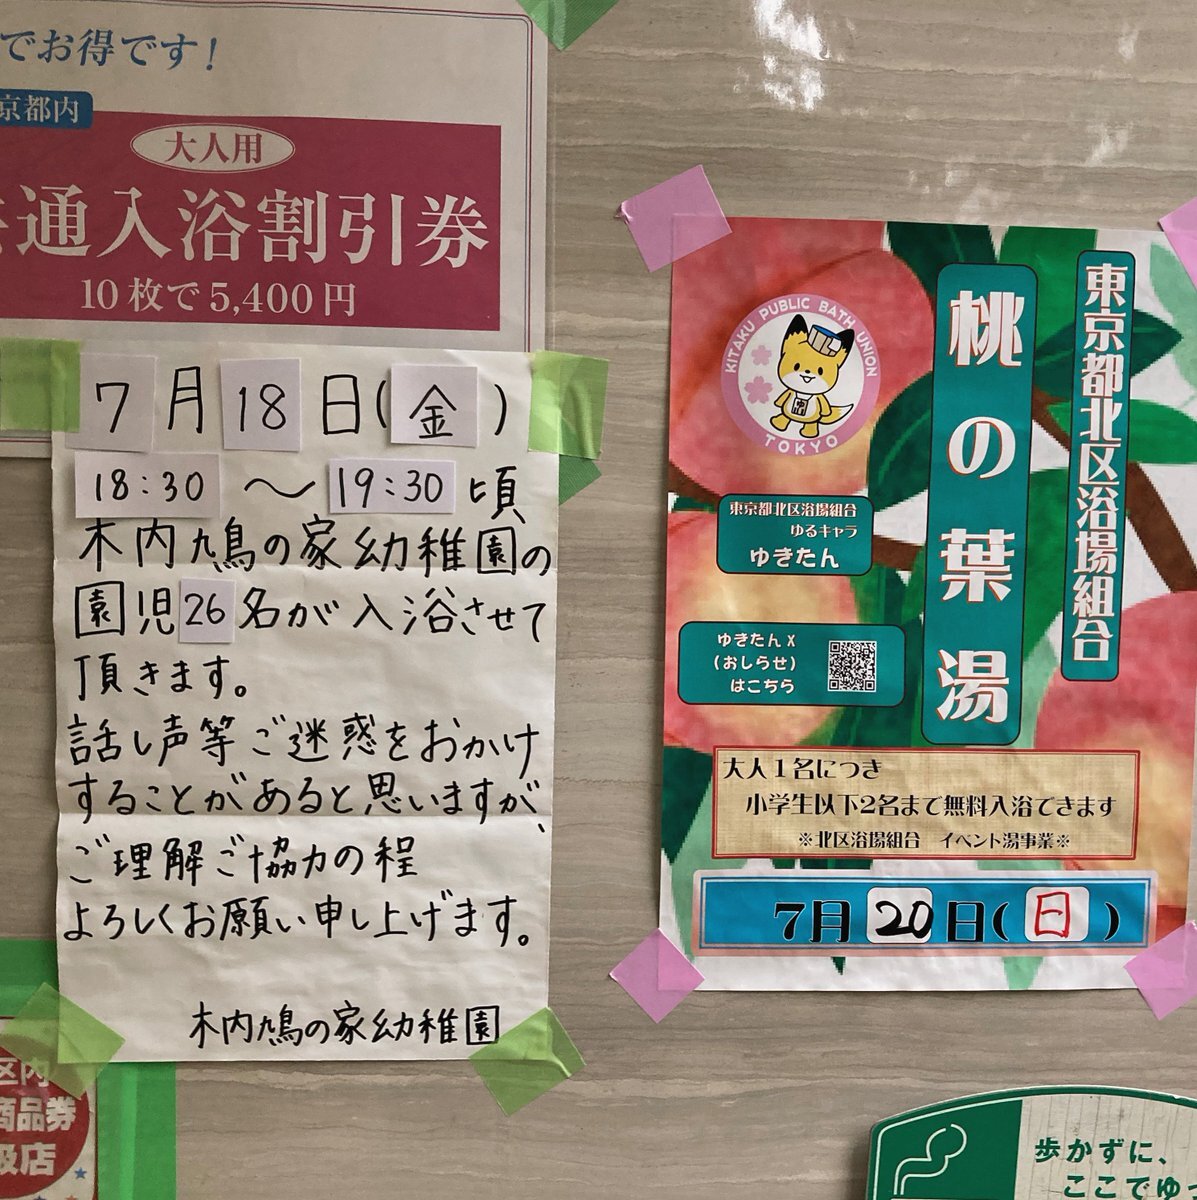 でお得です!
京都内
大人用
通入浴割引券
10枚で5,400円
7月18日(金)
18:30～19:30頃
木内鳩の家幼稚園の
園児26名が入浴させて
頂きます。
話し声等ご迷惑をおかけ
することがあると思いますが、
ご理解ご協力の程
よろしくお願い申し上げます。
木内鳩の家幼稚園
東京都北区浴場組合
桃の葉湯
KITAKU PUBLIC BATH UNION
TOKYO
ゆ
東京都北区浴場組合
ゆるキャラ
ゆきたん
ゆきたんX
(おしらせ)
はこちら
大人1名につき
小学生以下2名まで無料入浴できます
※北区浴場組合 イベント湯事業※
7月20日(日)
区内
商品券
扱店
歩かずに、
ここでゆっ